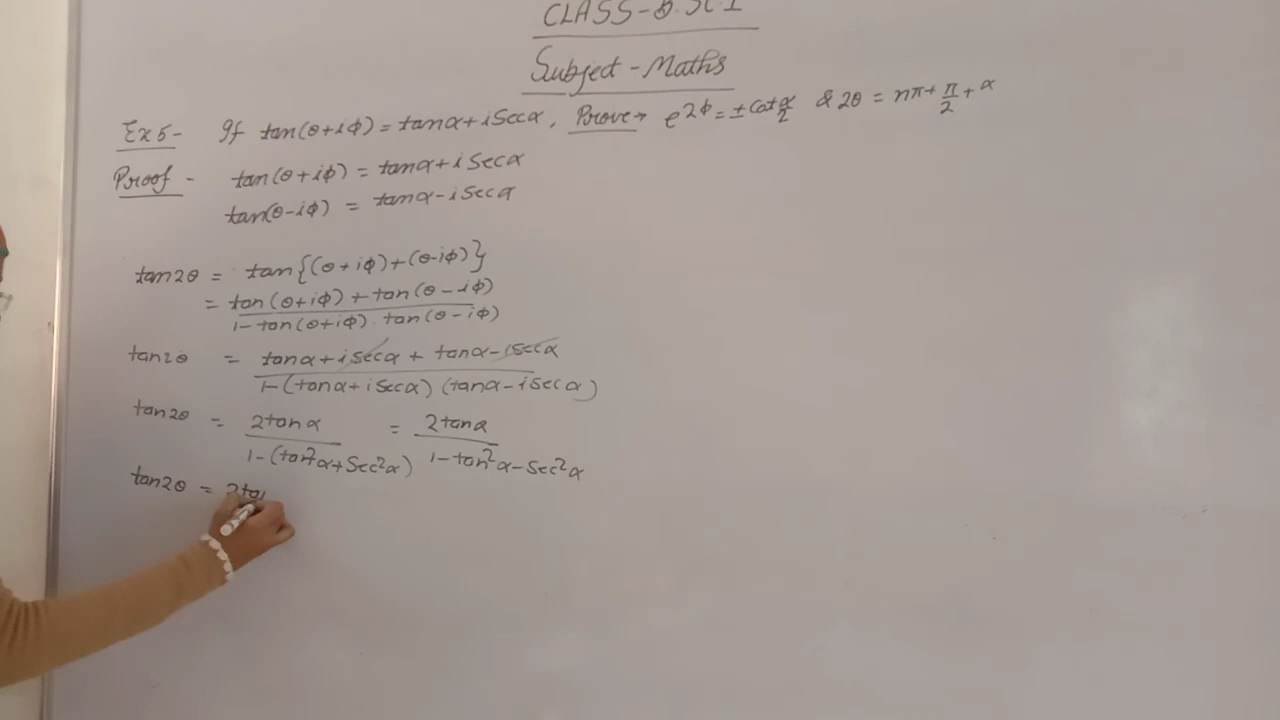 CLASS-B.SC.I
Subject - Maths
Ex 5 - If tan(θ+iϕ) = tanα + i Secα, Prove → e^2ϕ = ± Cot α/2 & 2θ = nπ + π/2 + α
Proof - tan(θ+iϕ) = tanα + i Secα
tan(θ-iϕ) = tanα - i Secα
tan2θ = tan{(θ+iϕ)+(θ-iϕ)}
= tan(θ+iϕ) + tan(θ-iϕ) / 1 - tan(θ+iϕ) . tan(θ-iϕ)
tan2θ = tanα + i Secα + tanα - i Secα / 1 - (tanα + i Secα) (tanα - i Secα)
tan2θ = 2tanα / 1 - (tan²α + Sec²α) = 2tanα / 1 - tan²α - Sec²α
tan2θ = 2ta